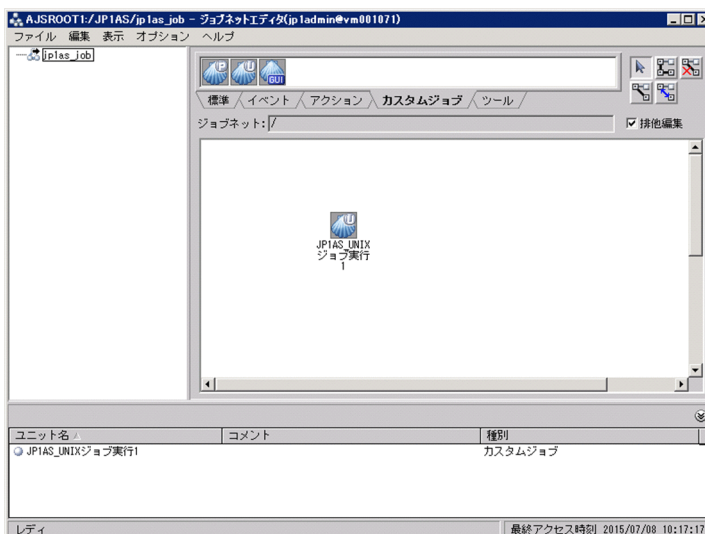 AJSROOT1:/JP1AS/jp1as_job - ジョブネットエディタ(jp1admin@vm001071)
ファイル 編集 表示 オプション ヘルプ
jp1as_job
P U GUI
標準 イベント アクション カスタムジョブ ツール
ジョブネット: /
排他編集
U
JP1AS_UNIX
ジョブ実行
1
ユニット名 コメント 種別
JP1AS_UNIXジョブ実行1 カスタムジョブ
レディ 最終アクセス時刻 2015/07/08 10:17:17